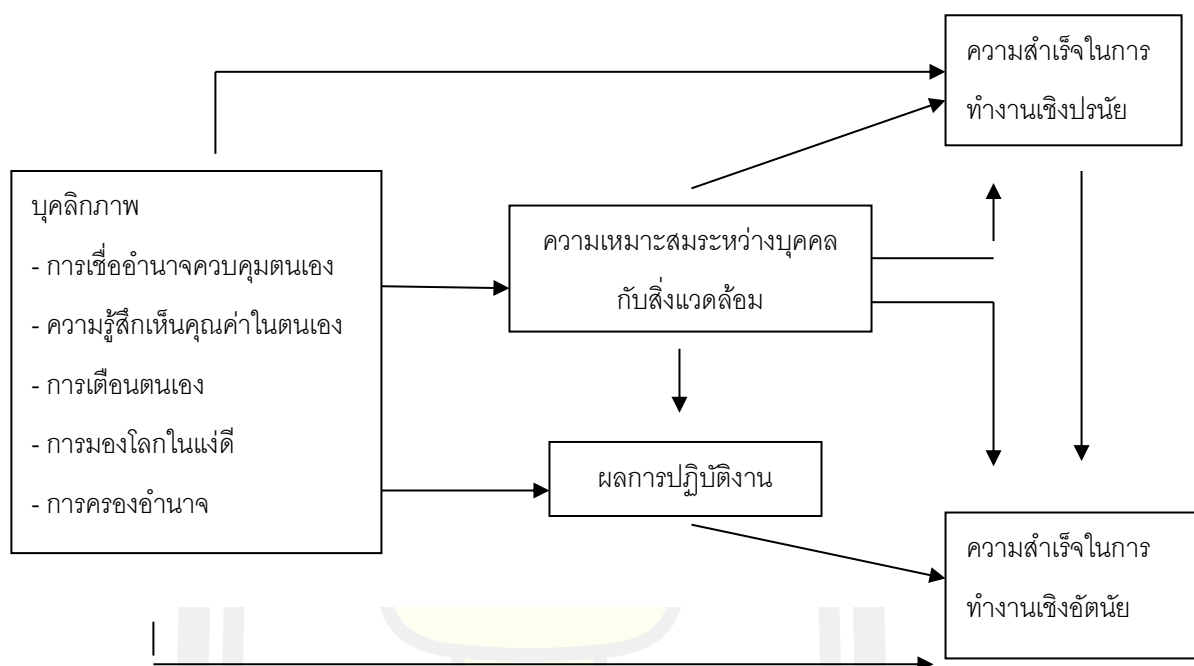 ความสำเร็จในการ
ทำงานเชิงปรนัย
บุคลิกภาพ
- การเชื่ออำนาจควบคุมตนเอง
- ความรู้สึกเห็นคุณค่าในตนเอง
- การเตือนตนเอง
- การมองโลกในแง่ดี
- การครองอำนาจ
ความเหมาะสมระหว่างบุคคล
กับสิ่งแวดล้อม
ผลการปฏิบัติงาน
ความสำเร็จในการ
ทำงานเชิงอัตนัย